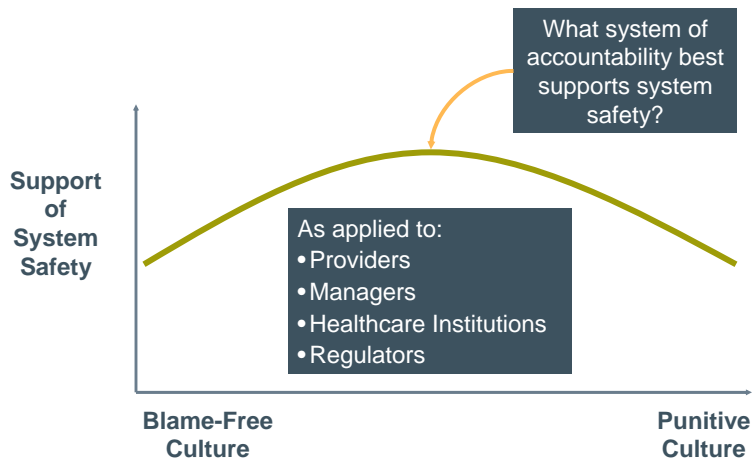 What system of
accountability best
supports system
safety?
Support
of
System
Safety
As applied to:
•Providers
•Managers
•Healthcare Institutions
•Regulators
Blame-Free
Culture
Punitive
Culture